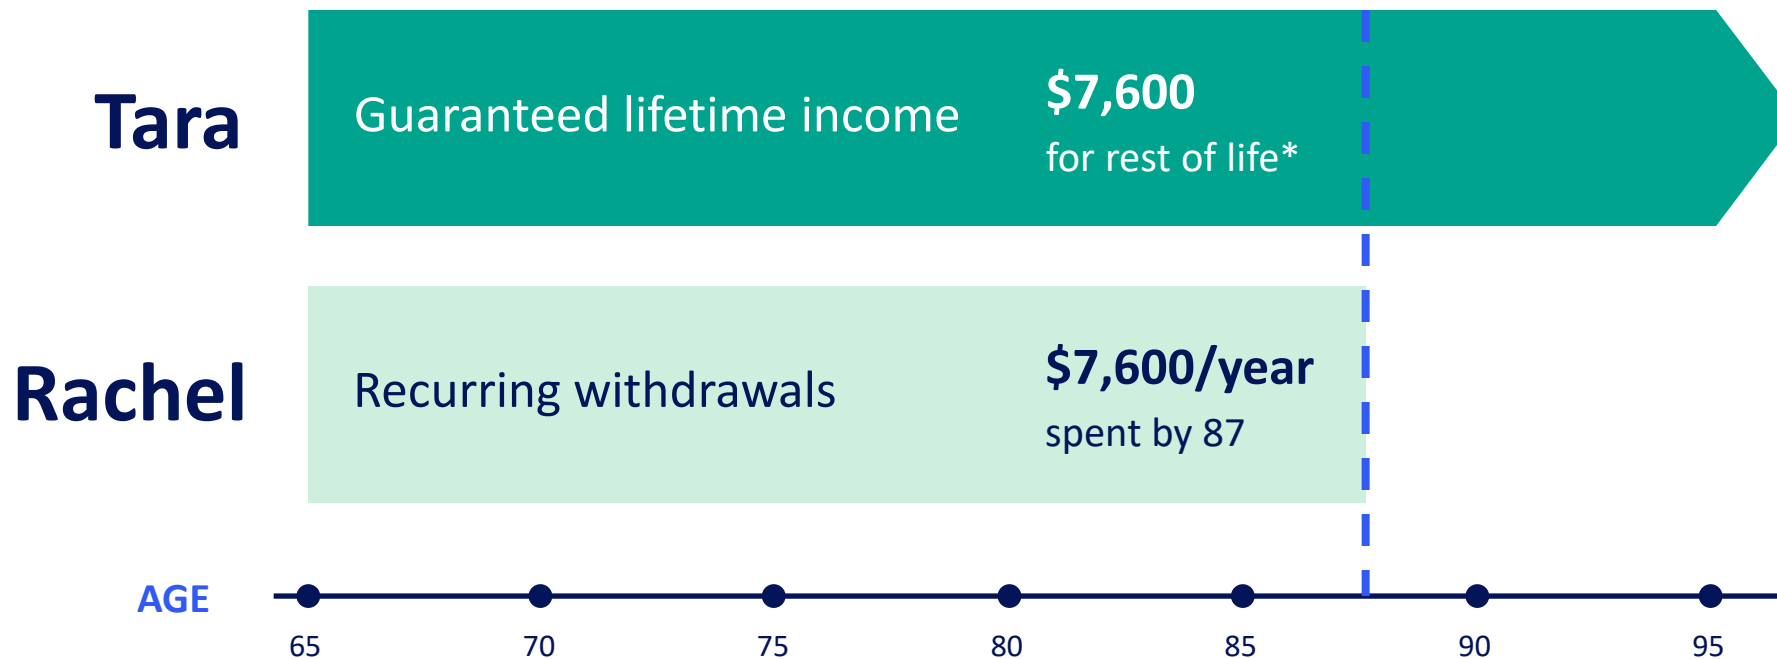 Tara
Guaranteed lifetime income
$7,600
for rest of life*
Rachel
Recurring withdrawals
$7,600/year
spent by 87
AGE
65 70 75 80 85 90 95